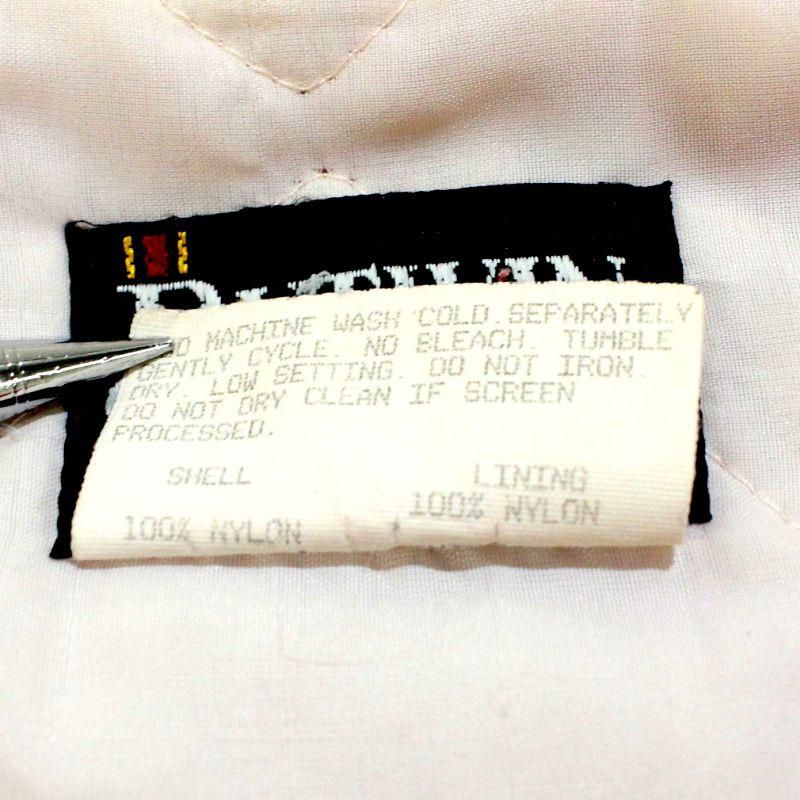 MACHINE WASH COLD.SEPARATELY
GENTLY CYCLE. NO BLEACH. TUMBLE
DRY. LOW SETTING. DO NOT IRON.
DO NOT DRY CLEAN IF SCREEN
PROCESSED.
SHELL LINING
100% NYLON 100% NYLON